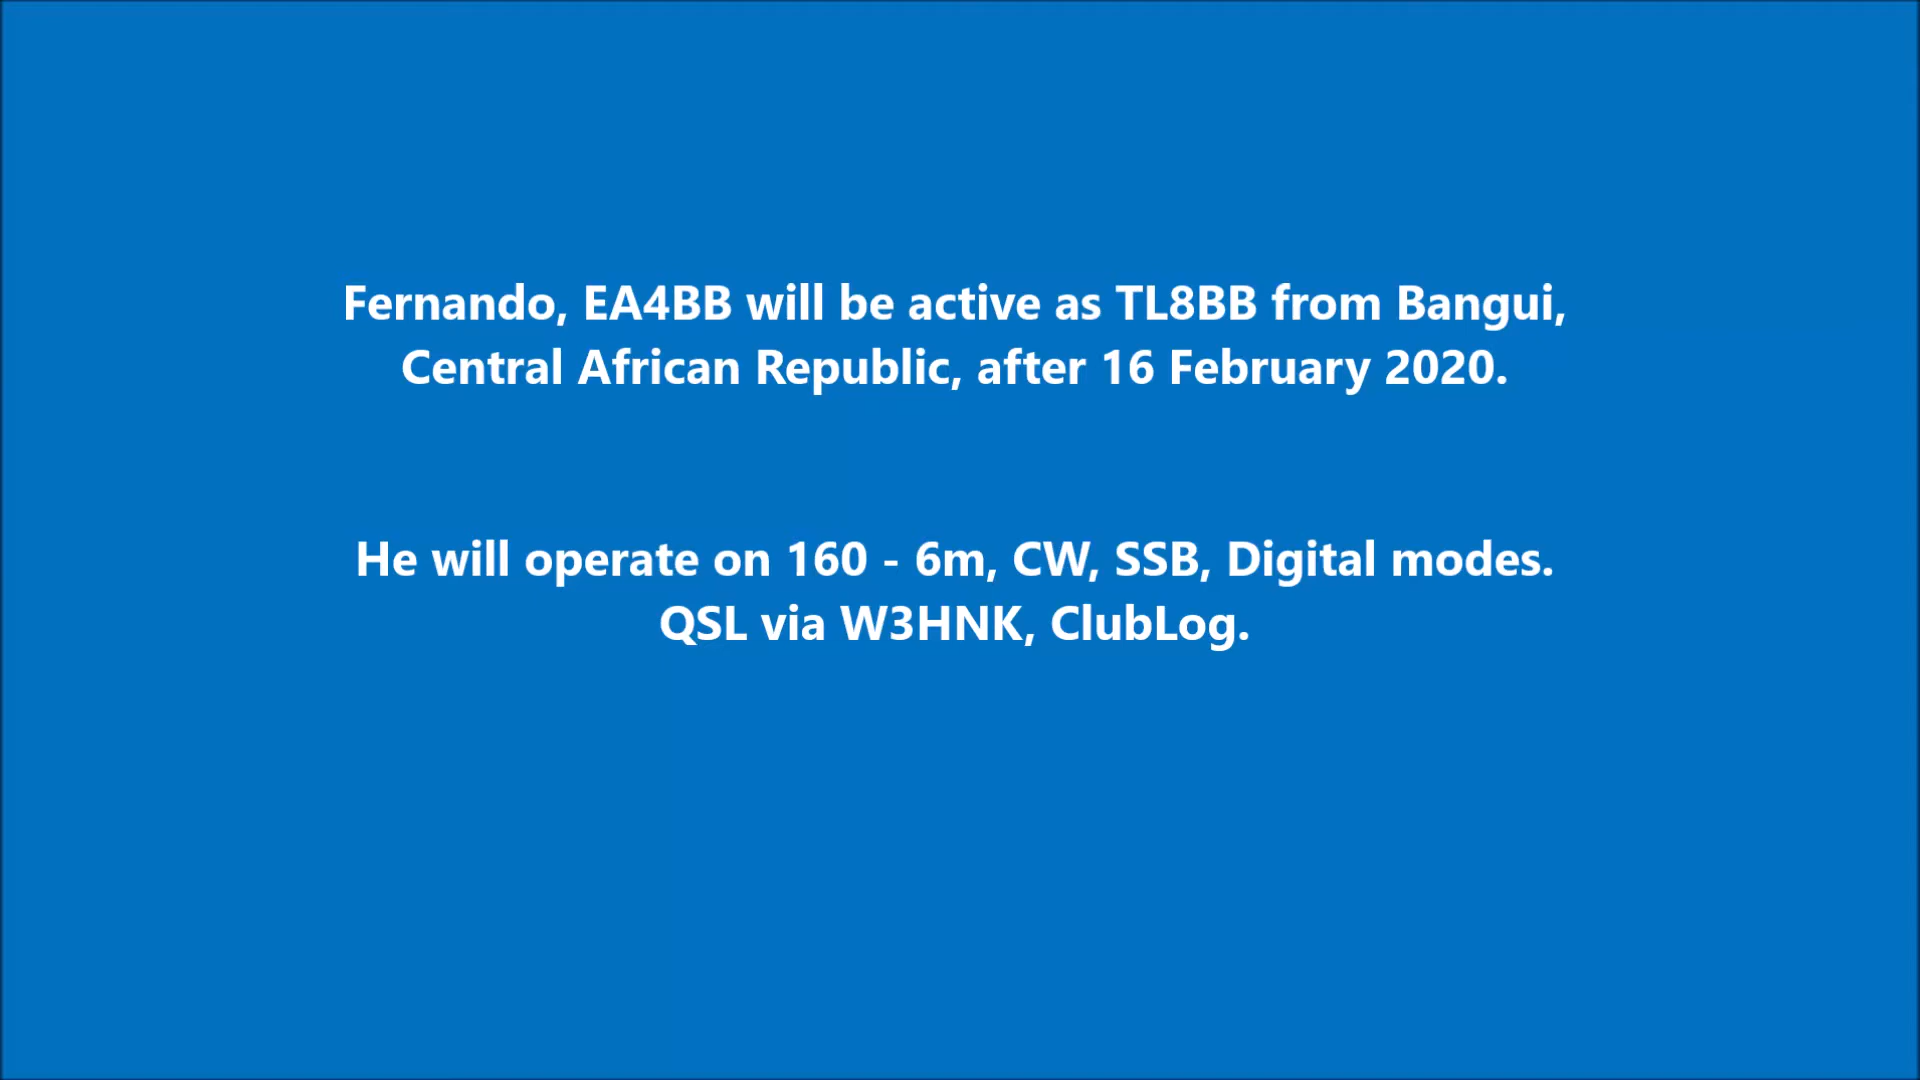 Fernando, EA4BB will be active as TL8BB from Bangui,
Central African Republic, after 16 February 2020.
He will operate on 160 - 6m, CW, SSB, Digital modes.
QSL via W3HNK, ClubLog.